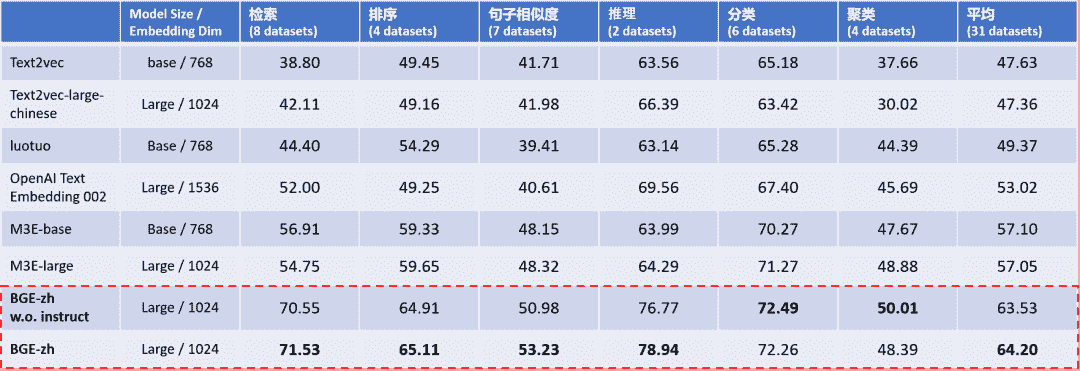 Model Size / Embedding Dim 检索 (8 datasets) 排序 (4 datasets) 句子相似度 (7 datasets) 推理 (2 datasets) 分类 (6 datasets) 聚类 (4 datasets) 平均 (31 datasets)
Text2vec base / 768 38.80 49.45 41.71 63.56 65.18 37.66 47.63
Text2vec-large-chinese Large / 1024 42.11 49.16 41.98 66.39 63.42 30.02 47.36
luotuo Base / 768 44.40 54.29 39.41 63.14 65.28 44.39 49.37
OpenAI Text Embedding 002 Large / 1536 52.00 49.25 40.61 69.56 67.40 45.69 53.02
M3E-base Base / 768 56.91 59.33 48.15 63.99 70.27 47.67 57.10
M3E-large Large / 1024 54.75 59.65 48.32 64.29 71.27 48.88 57.05
BGE-zh w.o. instruct Large / 1024 70.55 64.91 50.98 76.77 72.49 50.01 63.53
BGE-zh Large / 1024 71.53 65.11 53.23 78.94 72.26 48.39 64.20